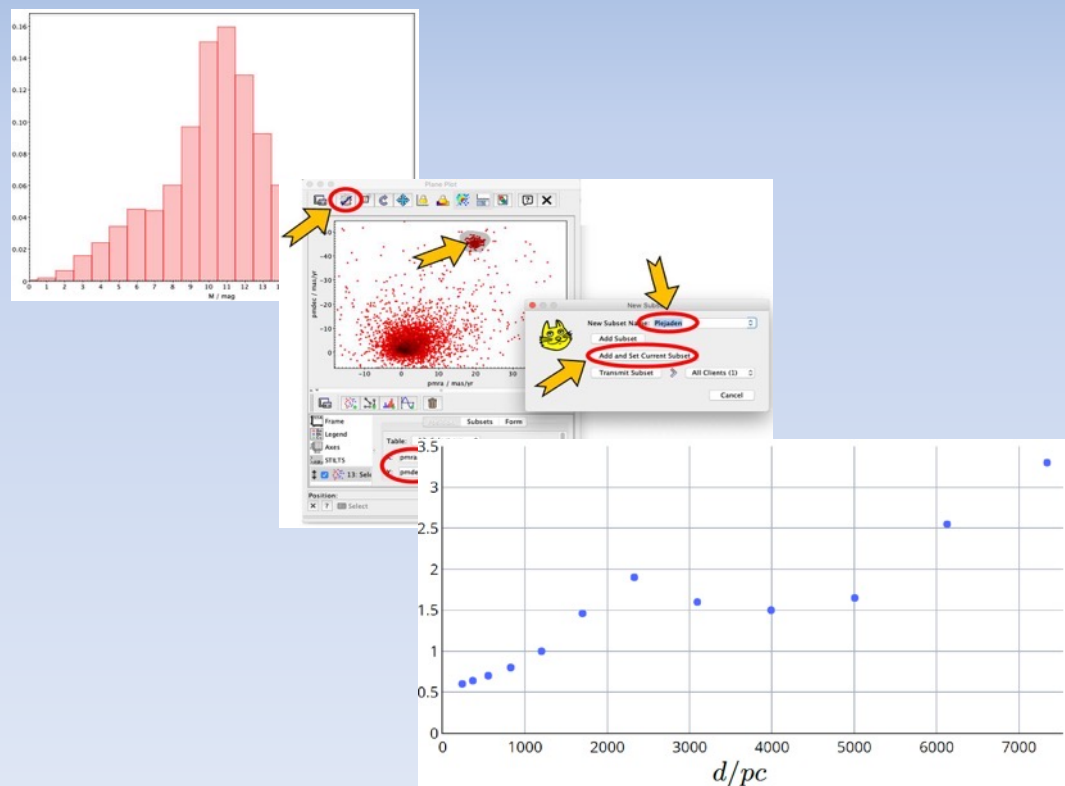 0.16
0.14
0.12
0.10
0.08
0.06
0.04
0.02
0
0 1 2 3 4 5 6 7 8 9 10 11 12 13
M / mag
Plane Plot
-40
-30
-20
-10
0
pmdec / mas/yr
-10 0 10 20 30
pmra / mas/yr
New Subset Name: Plejaden
Add Subset
Add and Set Current Subset
Transmit Subset All Clients (1)
Cancel
Frame
Legend
Axes
STILTS
Subsets Form
Table:
pmra
pmde
Position:
Select
3.5
3
2.5
2
1.5
1
0.5
0
0 1000 2000 3000 4000 5000 6000 7000
d/pc